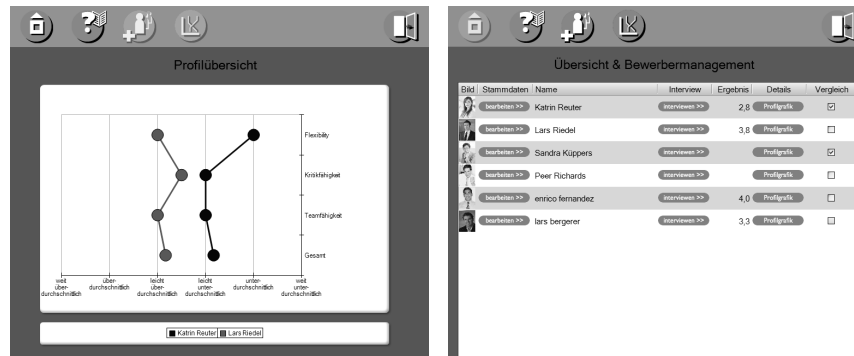 Profilübersicht
Flexibility
Kritikfähigkeit
Teamfähigkeit
Gesamt
weit über-durchschnittlich
über-durchschnittlich
leicht über-durchschnittlich
leicht unter-durchschnittlich
unter-durchschnittlich
weit unter-durchschnittlich
Katrin Reuter Lars Riedel
Übersicht & Bewerbermanagement
Bild Stammdaten Name Interview Ergebnis Details Vergleich
bearbeiten >> Katrin Reuter interviewen >> 2,8 Profilgrafik
bearbeiten >> Lars Riedel interviewen >> 3,8 Profilgrafik
bearbeiten >> Sandra Küppers interviewen >> Profilgrafik
bearbeiten >> Peer Richards interviewen >> Profilgrafik
bearbeiten >> enrico fernandez interviewen >> 4,0 Profilgrafik
bearbeiten >> lars bergerer interviewen >> 3,3 Profilgrafik